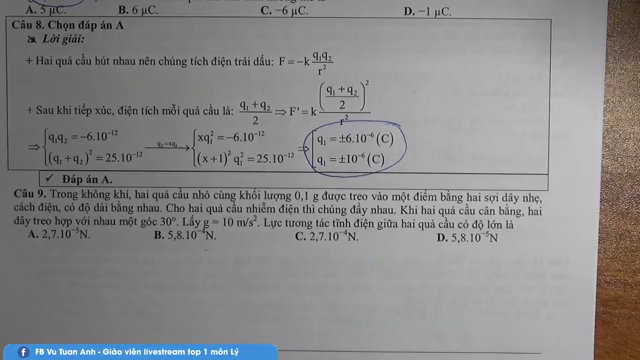 A. 5 μC. B. 6 μC. C. −6 μC. D. −1 μC.
Câu 8. Chọn đáp án A
Lời giải:
+ Hai quả cầu hút nhau nên chúng tích điện trái dấu: F = −k q₁q₂/r²
+ Sau khi tiếp xúc, điện tích mỗi quả cầu là: (q₁ + q₂)/2 ⇒ F' = k ((q₁ + q₂)/2)²/r²
⇒ { q₁q₂ = −6.10⁻¹² (q₁ + q₂)² = 25.10⁻¹² —q₂=xq₁→ { xq₁² = −6.10⁻¹² (x + 1)² q₁² = 25.10⁻¹² ⇒ [ q₁ = ±6.10⁻⁶ (C) q₁ = ±10⁻⁶ (C)
✓ Đáp án A.
Câu 9. Trong không khí, hai quả cầu nhỏ cùng khối lượng 0,1 g được treo vào một điểm bằng hai sợi dây nhẹ,
cách điện, có độ dài bằng nhau. Cho hai quả cầu nhiễm điện thì chúng đẩy nhau. Khi hai quả cầu cân bằng, hai
dây treo hợp với nhau một góc 30°. Lấy g = 10 m/s². Lực tương tác tĩnh điện giữa hai quả cầu có độ lớn là
A. 2,7.10⁻⁵N. B. 5,8.10⁻⁴N. C. 2,7.10⁻⁴N. D. 5,8.10⁻⁵N
FB Vu Tuan Anh - Giáo viên livestream top 1 môn Lý